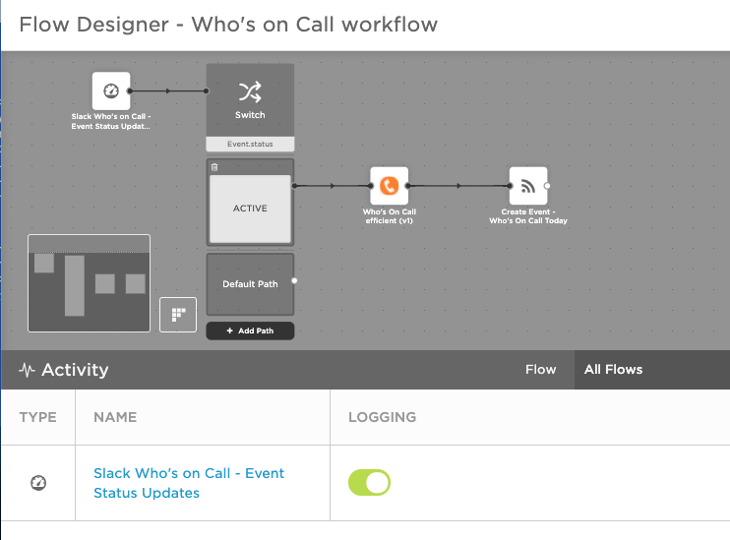 Flow Designer - Who's on Call workflow
Slack Who's on Call -
Event Status Updat...
Switch
Event.status
ACTIVE
Who's On Call
efficient (v1)
Create Event -
Who's On Call Today
Default Path
+ Add Path
Activity
Flow
All Flows
TYPE
NAME
LOGGING
Slack Who's on Call - Event
Status Updates